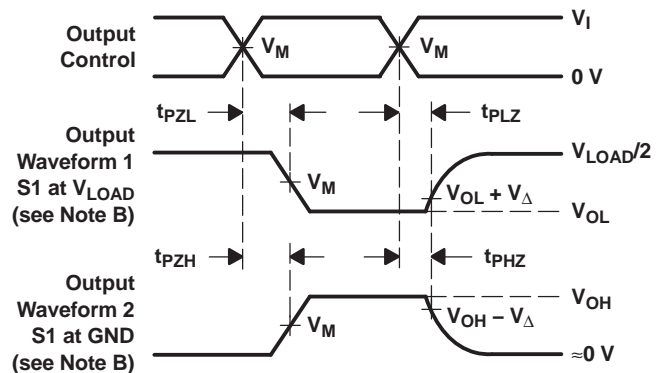 Output
Control
V_I
V_M
V_M
0 V
t_PZL
t_PLZ
Output
Waveform 1
S1 at V_LOAD
(see Note B)
V_LOAD/2
V_M
V_OL + V_Δ
V_OL
t_PZH
t_PHZ
Output
Waveform 2
S1 at GND
(see Note B)
V_OH
V_M
V_OH − V_Δ
≈0 V